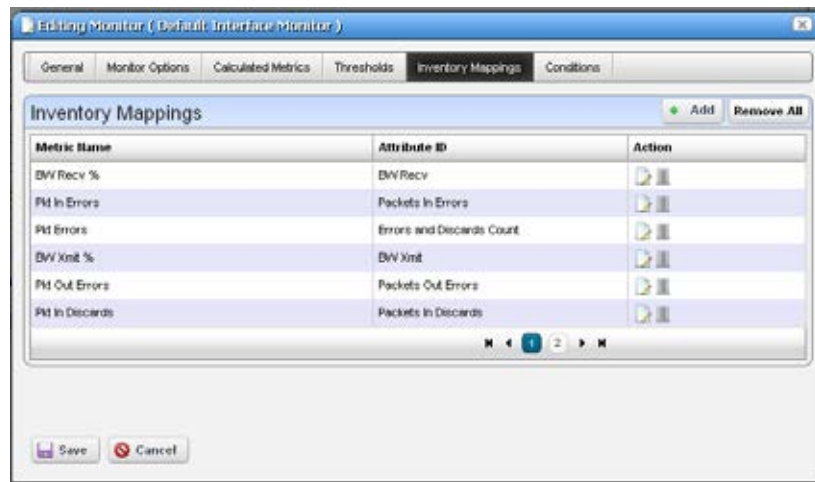 Editing Monitor ( Default Interface Monitor )
General Monitor Options Calculated Metrics Thresholds Inventory Mappings Conditions
Inventory Mappings Add Remove All
Metric Name Attribute ID Action
BW Recv % BW Recv
Pkt In Errors Packets In Errors
Pkt Errors Errors and Discards Count
BW Xmit % BW Xmit
Pkt Out Errors Packets Out Errors
Pkt In Discards Packets In Discards
1 2
Save Cancel